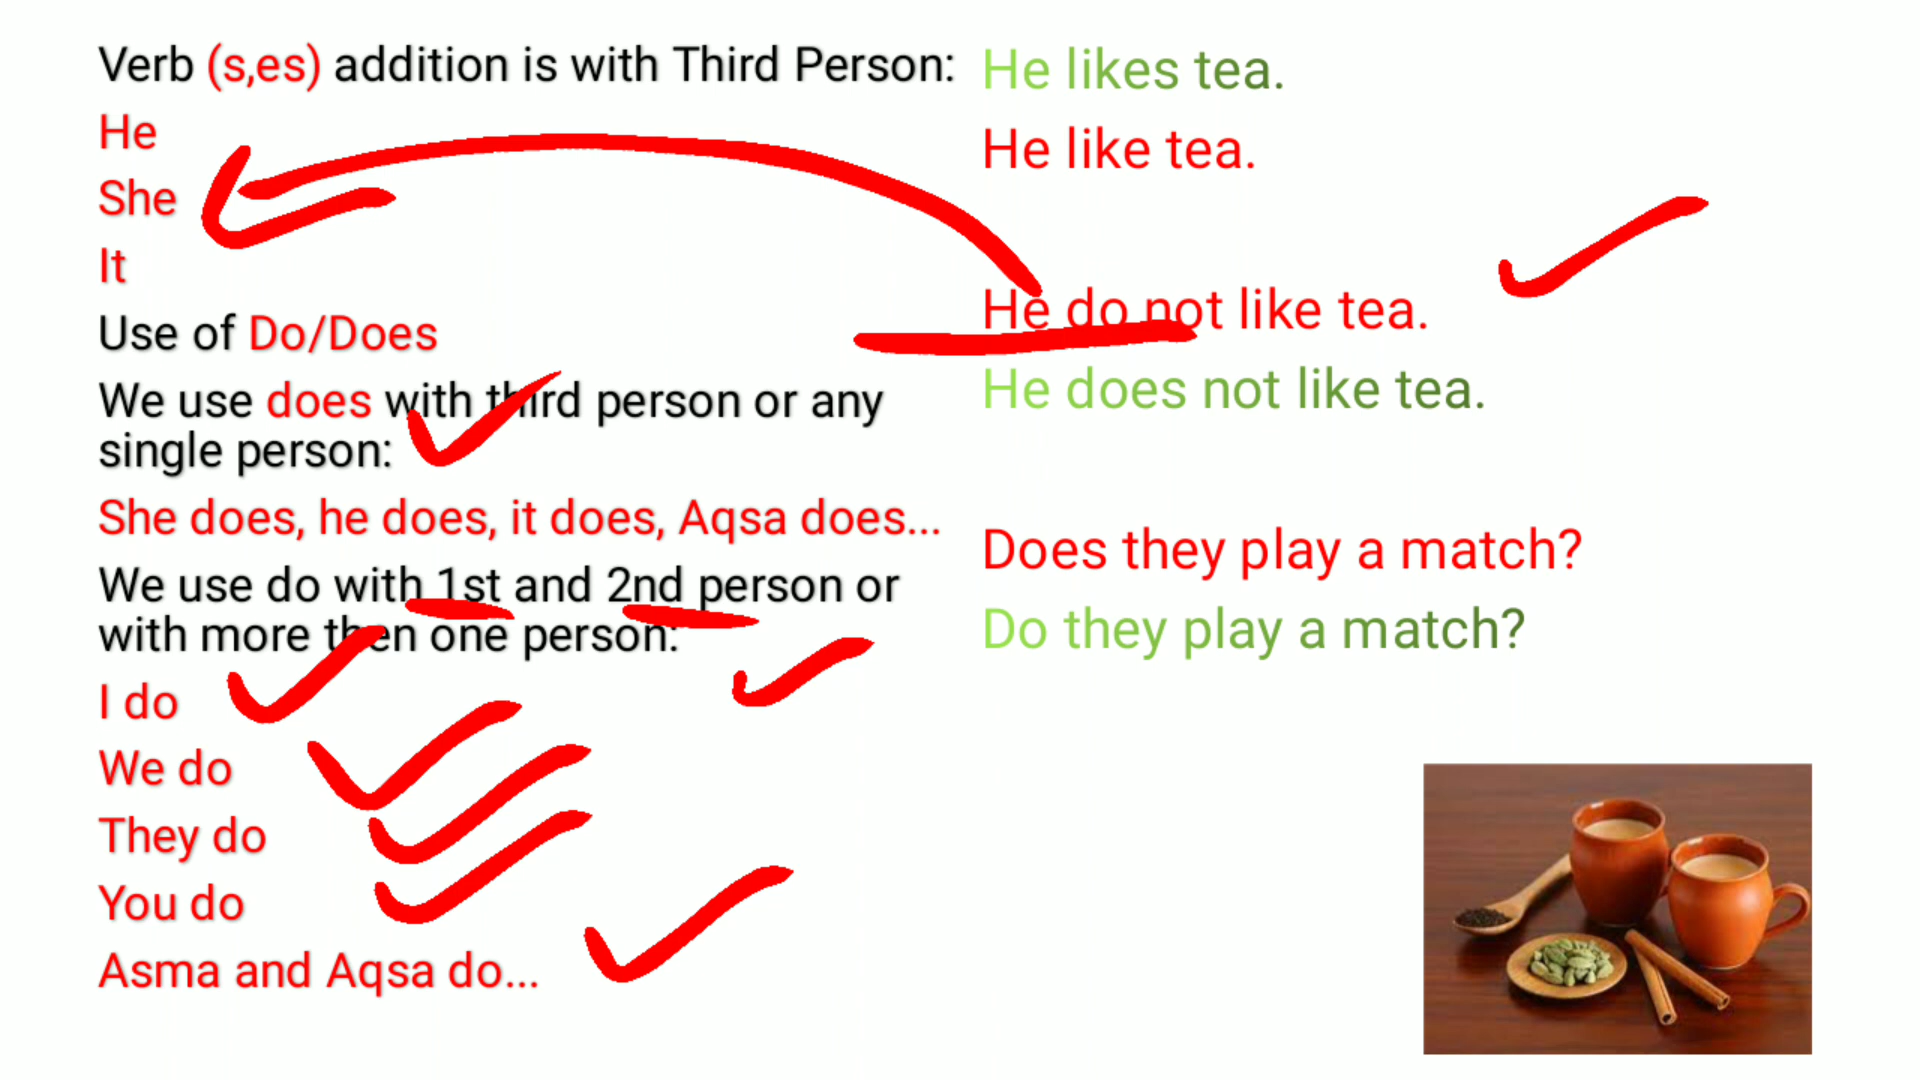 Verb (s,es) addition is with Third Person:
He
She
It
Use of Do/Does
We use does with third person or any
single person:
She does, he does, it does, Aqsa does...
We use do with 1st and 2nd person or
with more then one person:
I do
We do
They do
You do
Asma and Aqsa do...
He likes tea.
He like tea.
He do not like tea.
He does not like tea.
Does they play a match?
Do they play a match?